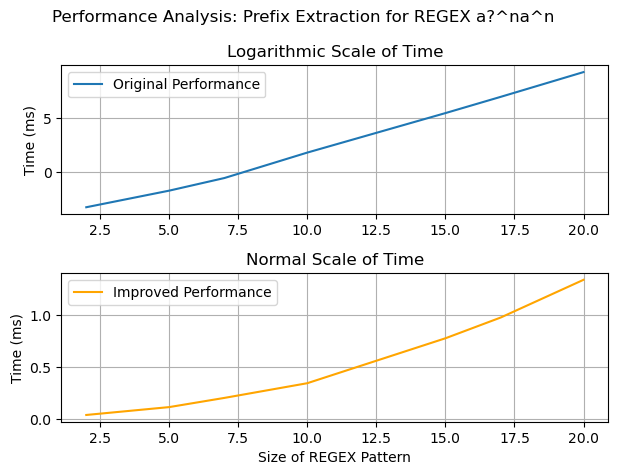 Performance Analysis: Prefix Extraction for REGEX a?^na^n
Logarithmic Scale of Time
Original Performance
Time (ms)
5
0
2.5 5.0 7.5 10.0 12.5 15.0 17.5 20.0
Normal Scale of Time
Improved Performance
Time (ms)
1.0
0.5
0.0
2.5 5.0 7.5 10.0 12.5 15.0 17.5 20.0
Size of REGEX Pattern